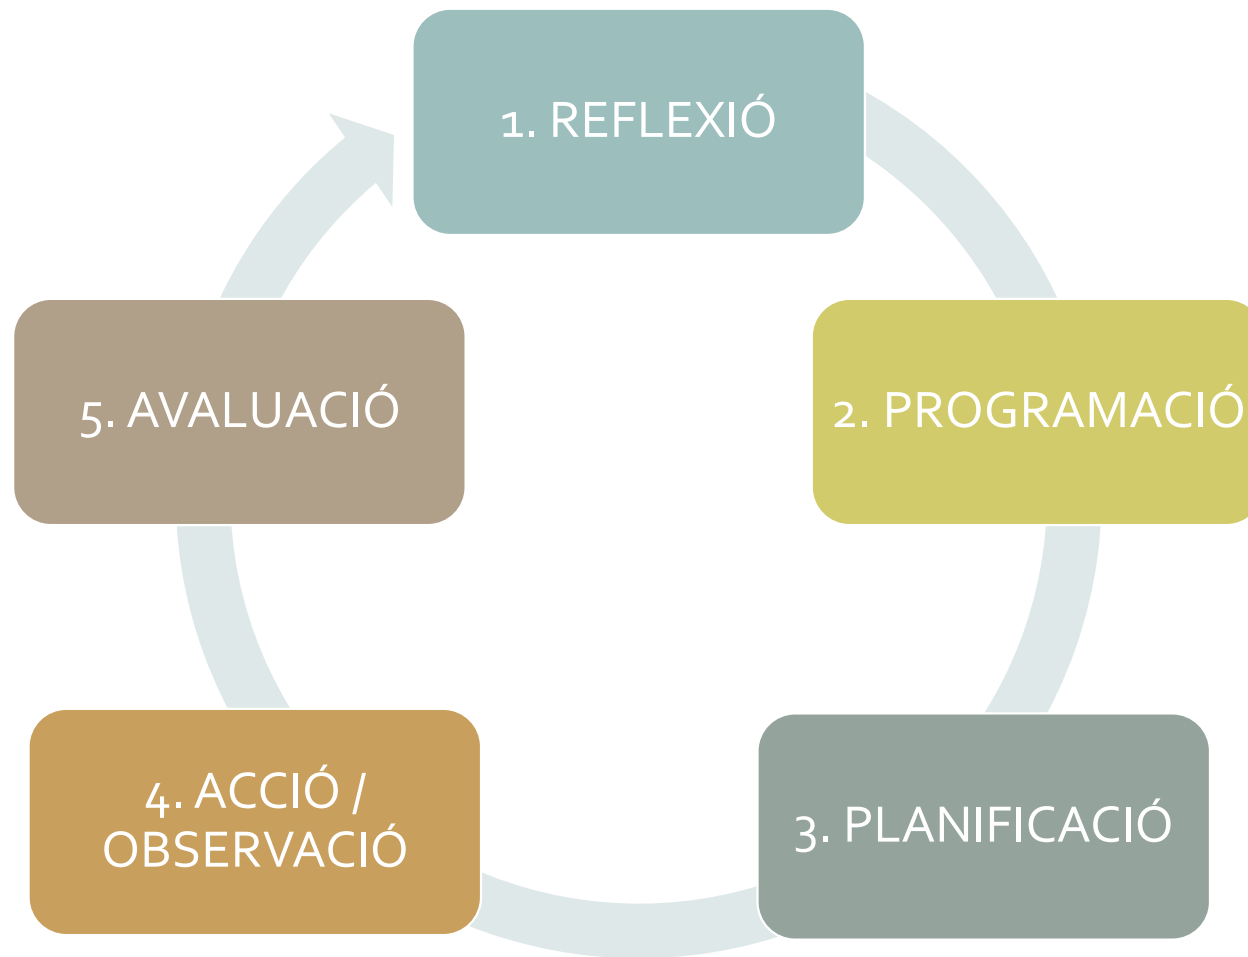 1. REFLEXIÓ
2. PROGRAMACIÓ
3. PLANIFICACIÓ
4. ACCIÓ /
OBSERVACIÓ
5. AVALUACIÓ